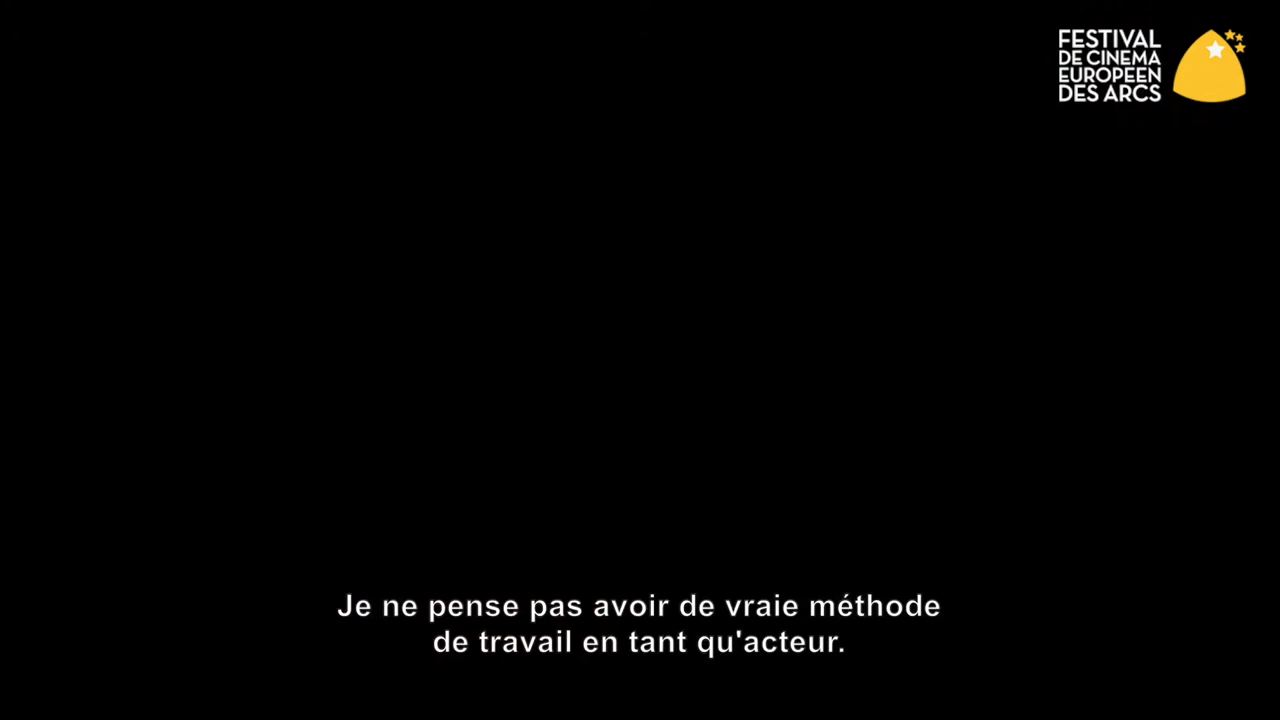 FESTIVAL
DE CINEMA
EUROPEEN
DES ARCS
Je ne pense pas avoir de vraie méthode
de travail en tant qu'acteur.